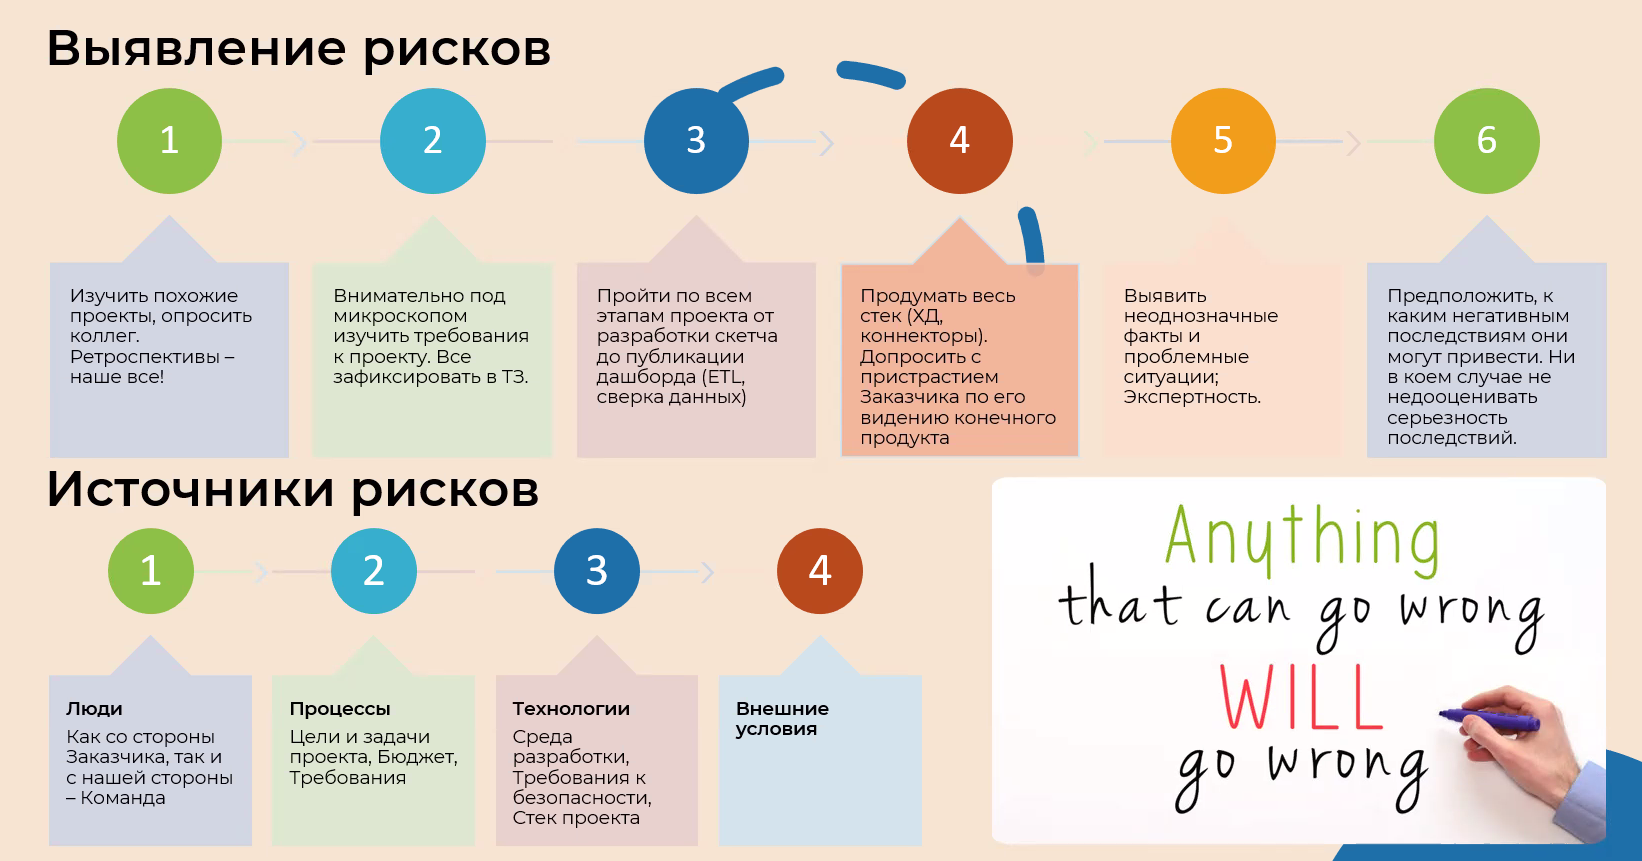 Выявление рисков
1
2
3
4
5
6
Изучить похожие
проекты, опросить
коллег.
Ретроспективы –
наше все!
Внимательно под
микроскопом
изучить требования
к проекту. Все
зафиксировать в ТЗ.
Пройти по всем
этапам проекта от
разработки скетча
до публикации
дашборда (ETL,
сверка данных)
Продумать весь
стек (ХД,
коннекторы).
Допросить с
пристрастием
Заказчика по его
видению конечного
продукта
Выявить
неоднозначные
факты и
проблемные
ситуации;
Экспертность.
Предположить, к
каким негативным
последствиям они
могут привести. Ни
в коем случае не
недооценивать
серьезность
последствий.
Источники рисков
1
2
3
4
Люди
Как со стороны
Заказчика, так и
с нашей стороны
– Команда
Процессы
Цели и задачи
проекта, Бюджет,
Требования
Технологии
Среда
разработки,
Требования к
безопасности,
Стек проекта
Внешние
условия
Anything
that can go wrong
WILL
go wrong